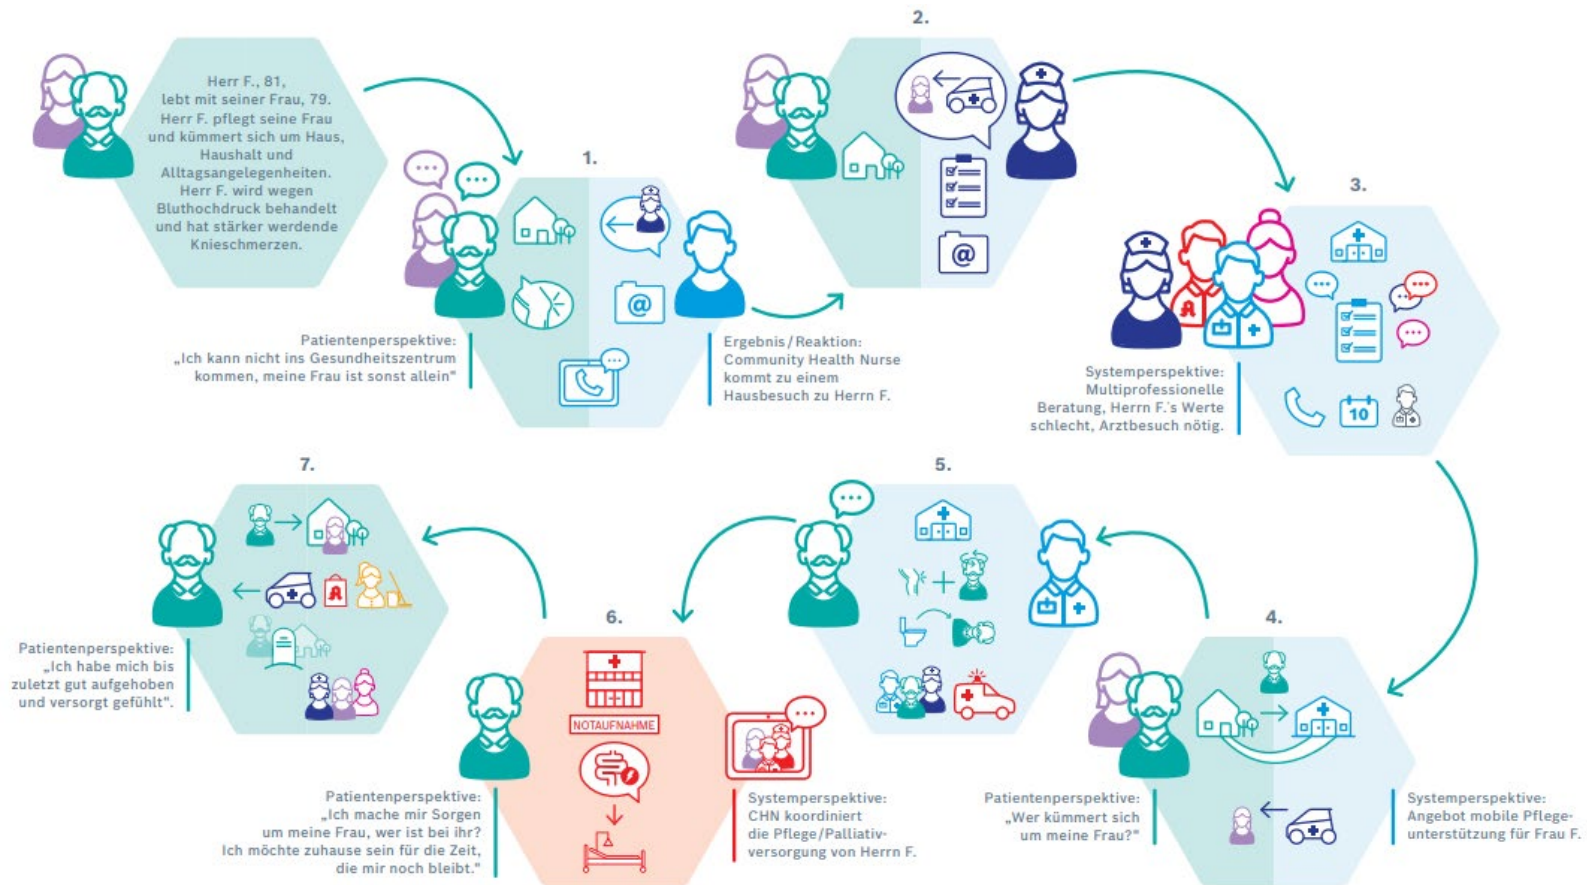 Herr F., 81,
lebt mit seiner Frau, 79.
Herr F. pflegt seine Frau
und kümmert sich um Haus,
Haushalt und
Alltagsangelegenheiten.
Herr F. wird wegen
Bluthochdruck behandelt
und hat stärker werdende
Knieschmerzen.
1.
@
Patientenperspektive:
„Ich kann nicht ins Gesundheitszentrum
kommen, meine Frau ist sonst allein“
Ergebnis/Reaktion:
Community Health Nurse
kommt zu einem
Hausbesuch zu Herrn F.
2.
@
3.
A
10
Systemperspektive:
Multiprofessionelle
Beratung, Herrn F.'s Werte
schlecht, Arztbesuch nötig.
4.
Patientenperspektive:
„Wer kümmert sich
um meine Frau?“
Systemperspektive:
Angebot mobile Pflege-
unterstützung für Frau F.
5.
6.
NOTAUFNAHME
Patientenperspektive:
„Ich mache mir Sorgen
um meine Frau, wer ist bei ihr?
Ich möchte zuhause sein für die Zeit,
die mir noch bleibt.“
Systemperspektive:
CHN koordiniert
die Pflege/Palliativ-
versorgung von Herrn F.
7.
A
Patientenperspektive:
„Ich habe mich bis
zuletzt gut aufgehoben
und versorgt gefühlt“.